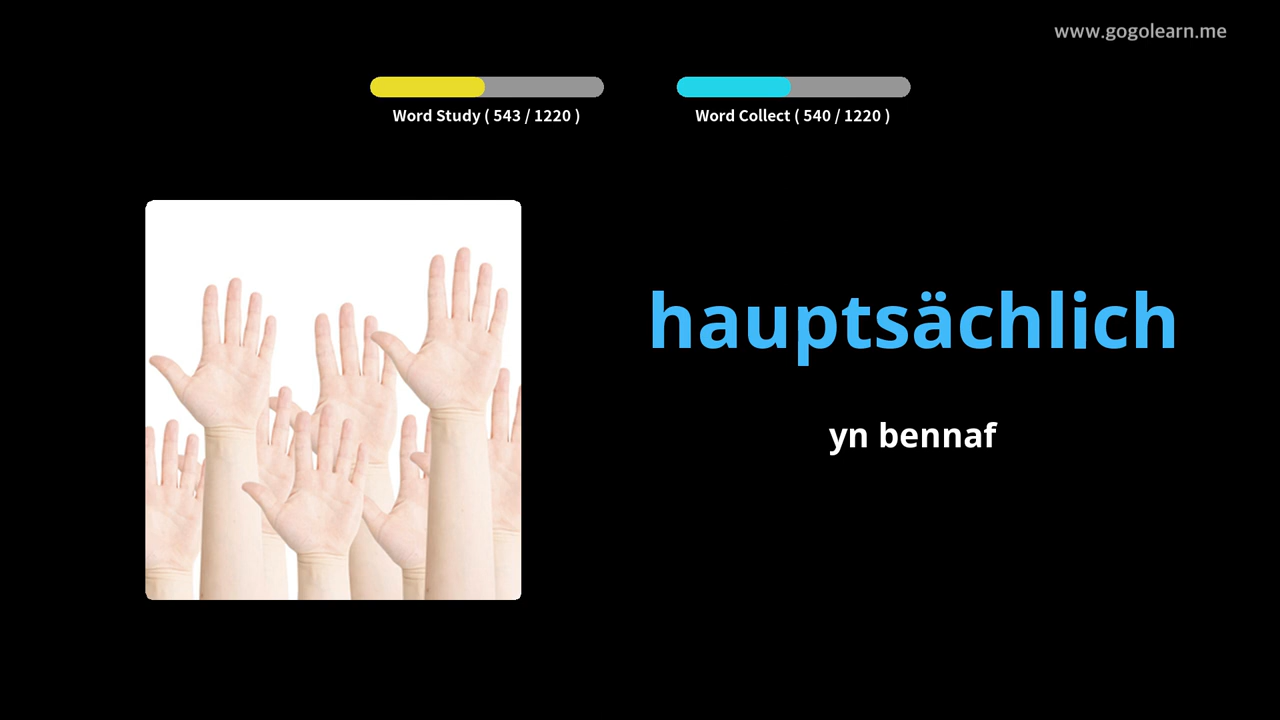 www.gogolearn.me
Word Study ( 543 / 1220 )
Word Collect ( 540 / 1220 )
hauptsächlich
yn bennaf